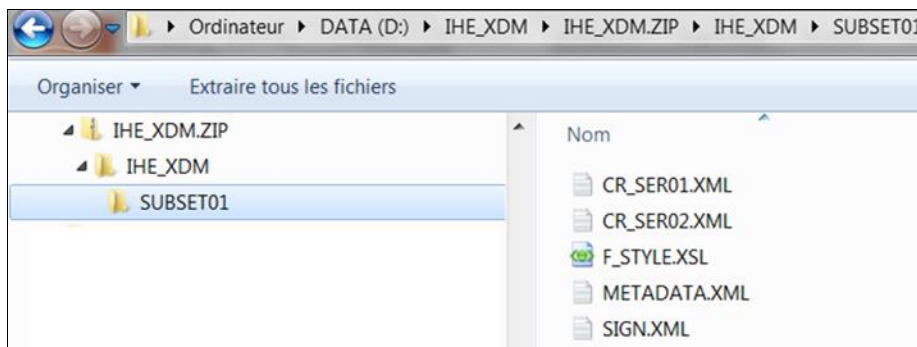 Ordinateur DATA (D:) IHE_XDM IHE_XDM.ZIP IHE_XDM SUBSET01
Organiser Extraire tous les fichiers
IHE_XDM.ZIP
IHE_XDM
SUBSET01
Nom
CR_SER01.XML
CR_SER02.XML
F_STYLE.XSL
METADATA.XML
SIGN.XML